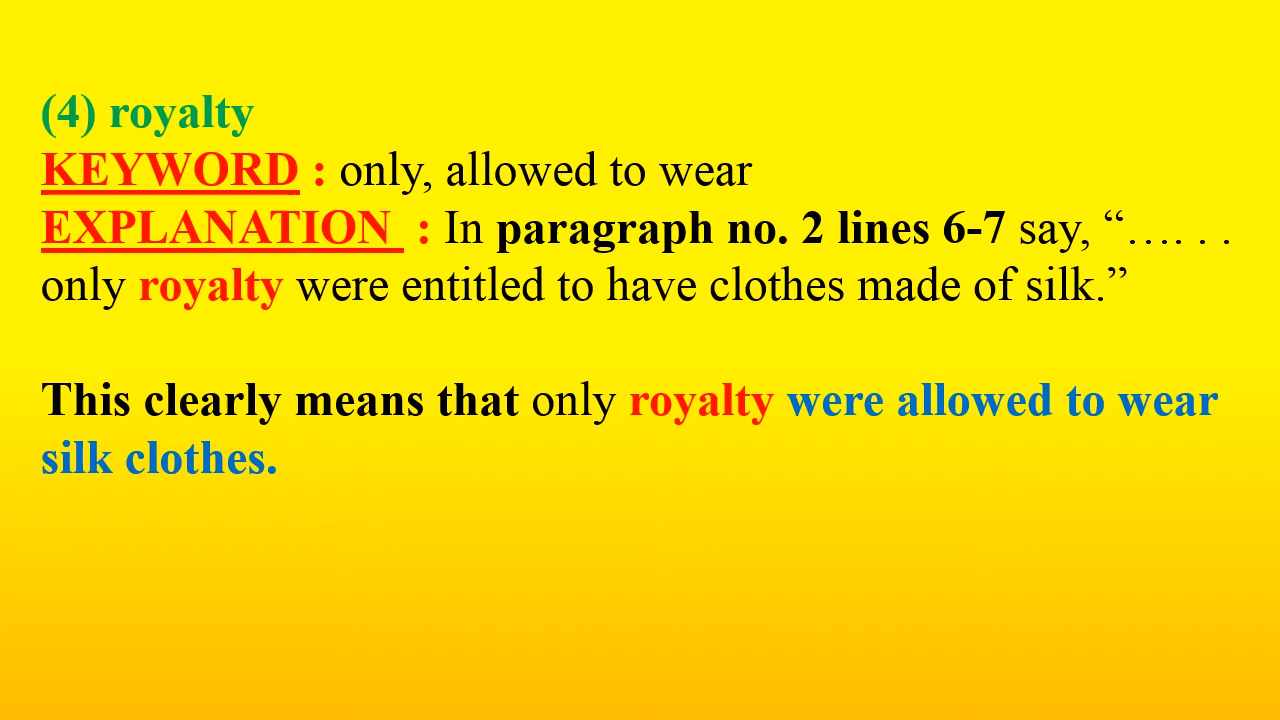 (4) royalty
KEYWORD : only, allowed to wear
EXPLANATION : In paragraph no. 2 lines 6-7 say, “…. . .
only royalty were entitled to have clothes made of silk.”
This clearly means that only royalty were allowed to wear
silk clothes.